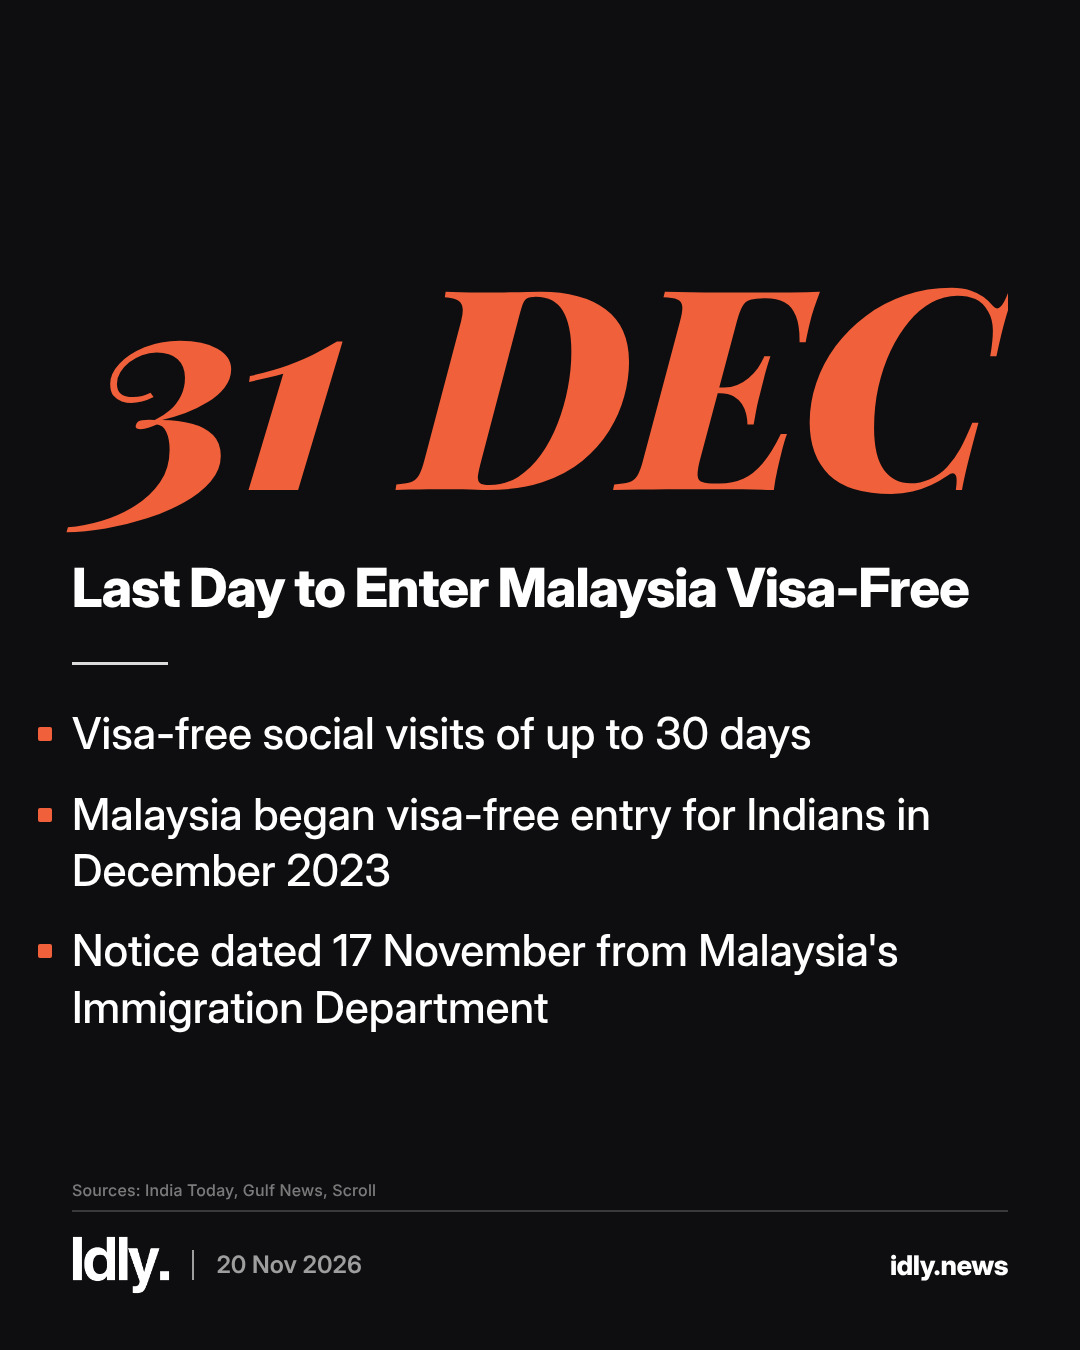 31 DEC
Last Day to Enter Malaysia Visa-Free
Visa-free social visits of up to 30 days
Malaysia began visa-free entry for Indians in
December 2023
Notice dated 17 November from Malaysia's
Immigration Department
Sources: India Today, Gulf News, Scroll
Idly. | 20 Nov 2026
idly.news